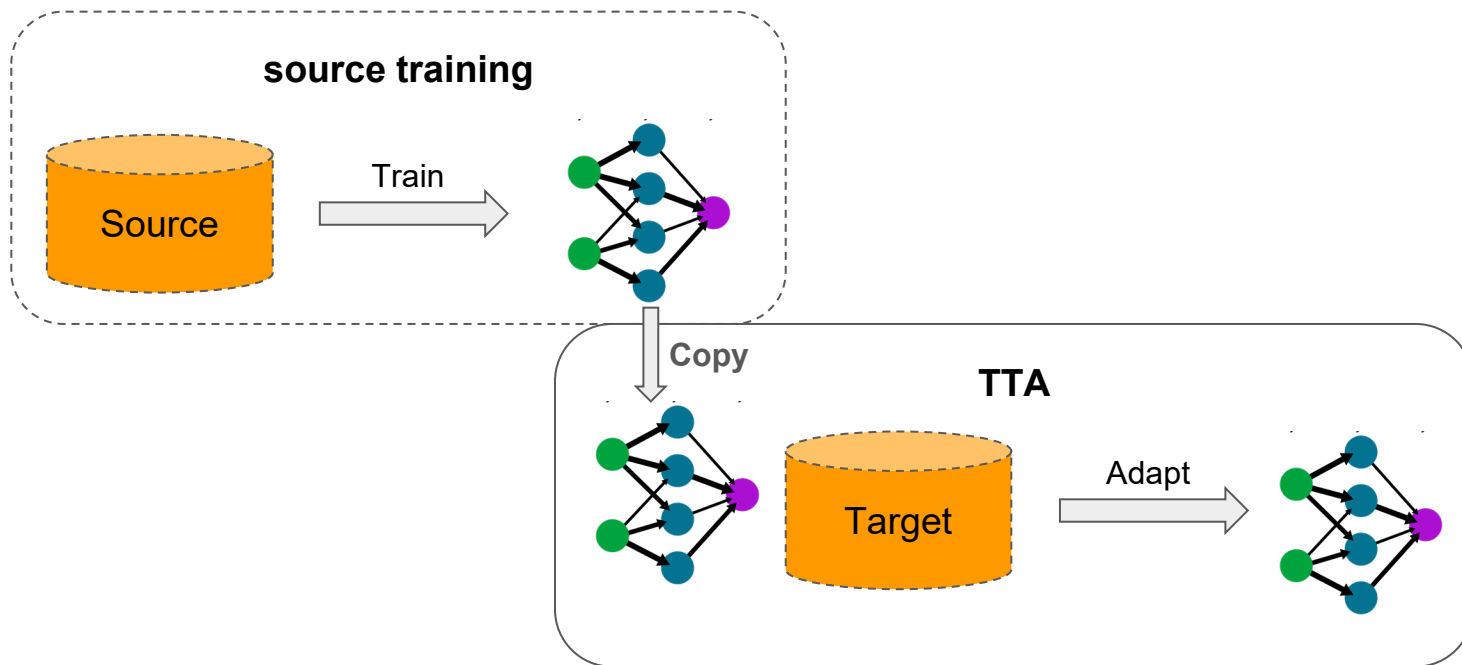 source training
Train
Source
Copy
TTA
Adapt
Target